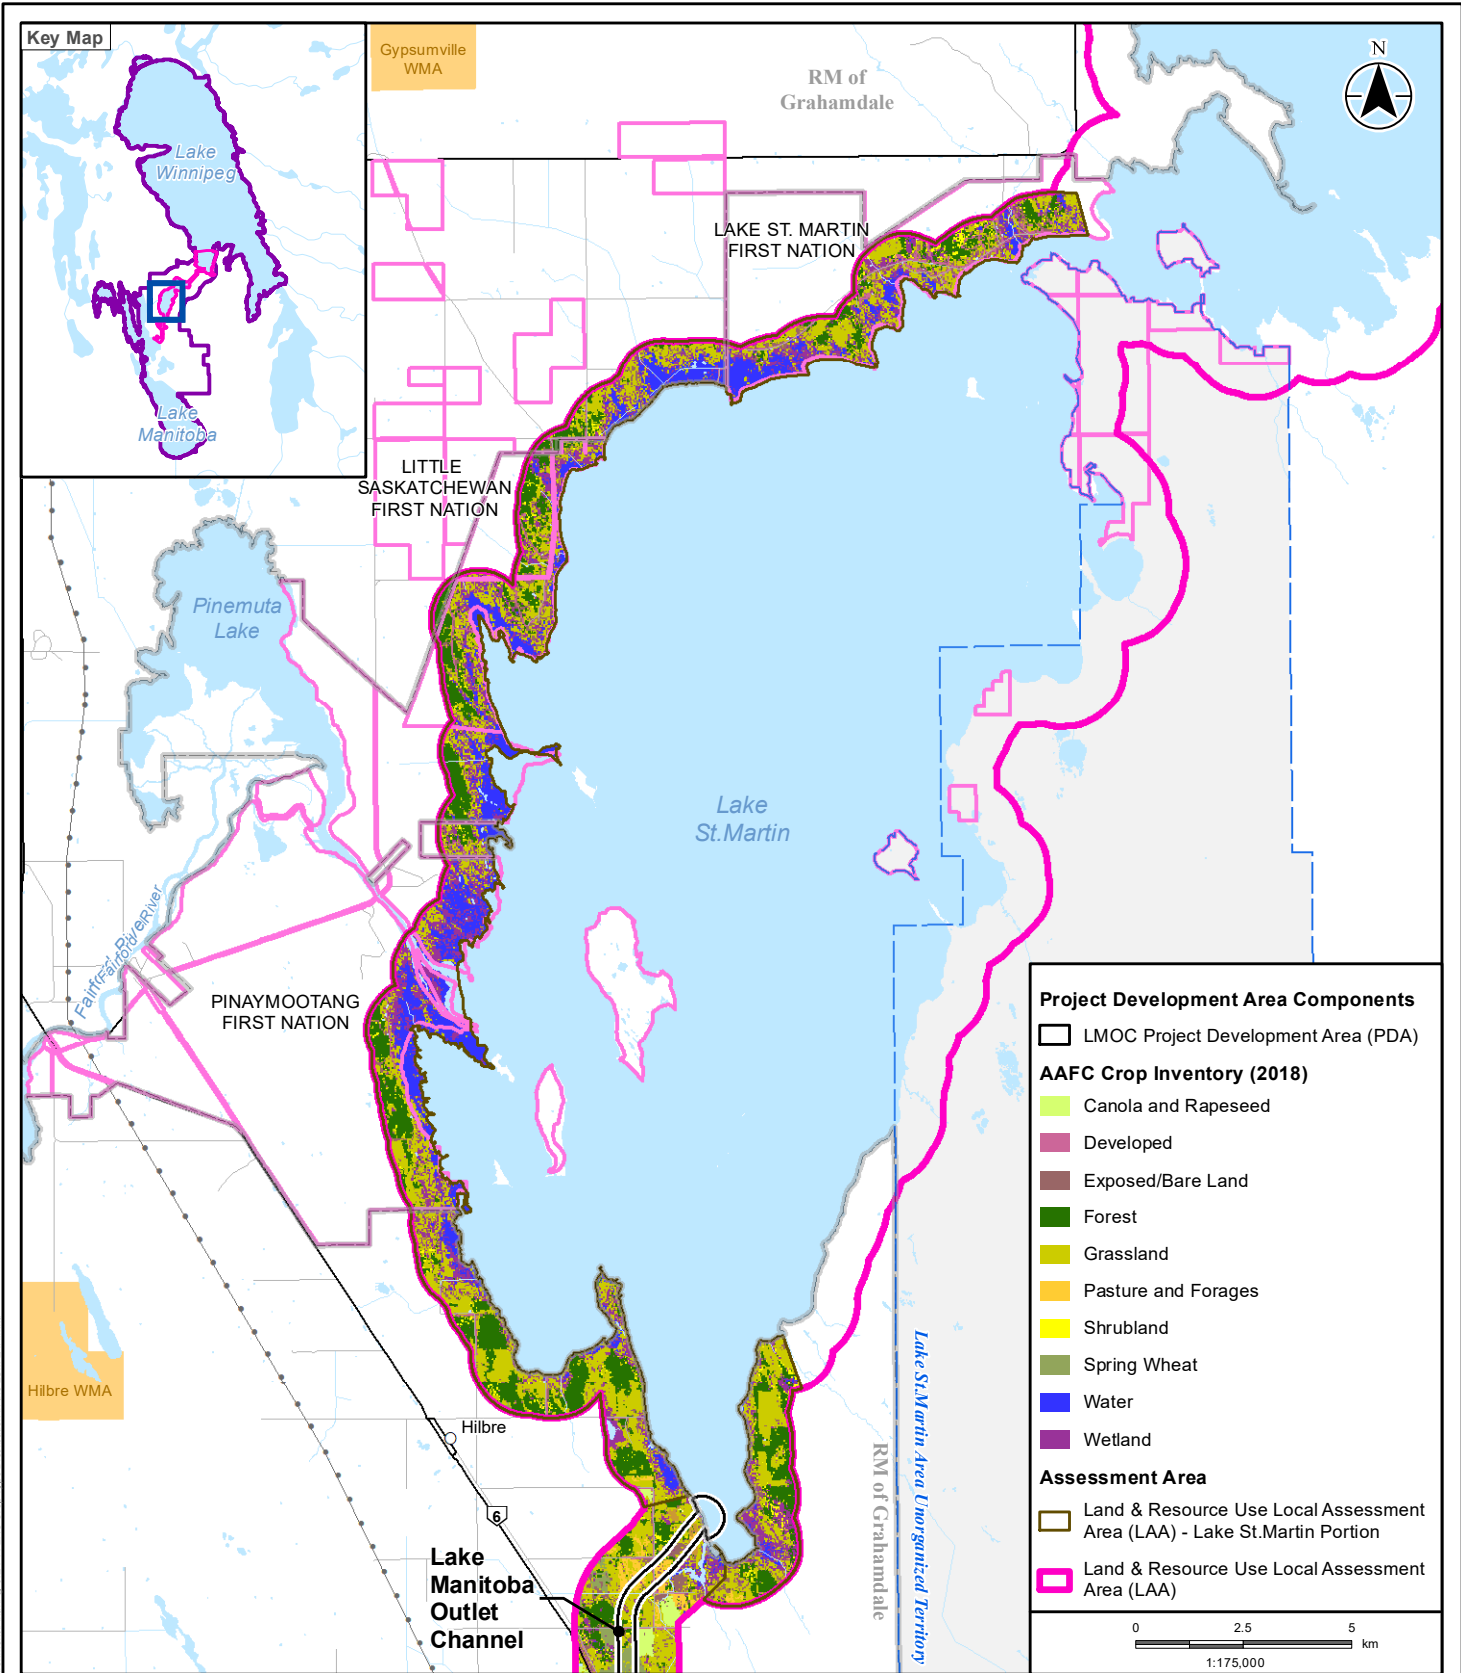 Key Map
Lake
Winnipeg
Lake
Manitoba
Gypsumville
WMA
RM of
Grahamdale
N
LAKE ST. MARTIN
FIRST NATION
LITTLE
SASKATCHEWAN
FIRST NATION
Pinemuta
Lake
Lake
St.Martin
Fairford River
PINAYMOOTANG
FIRST NATION
Hilbre WMA
Hilbre
6
Lake
Manitoba
Outlet
Channel
RM of Grahamdale
Lake St.Martin Area Unorganized Territory
Project Development Area Components
LMOC Project Development Area (PDA)
AAFC Crop Inventory (2018)
Canola and Rapeseed
Developed
Exposed/Bare Land
Forest
Grassland
Pasture and Forages
Shrubland
Spring Wheat
Water
Wetland
Assessment Area
Land & Resource Use Local Assessment
Area (LAA) - Lake St.Martin Portion
Land & Resource Use Local Assessment
Area (LAA)
0 2.5 5
km
1:175,000